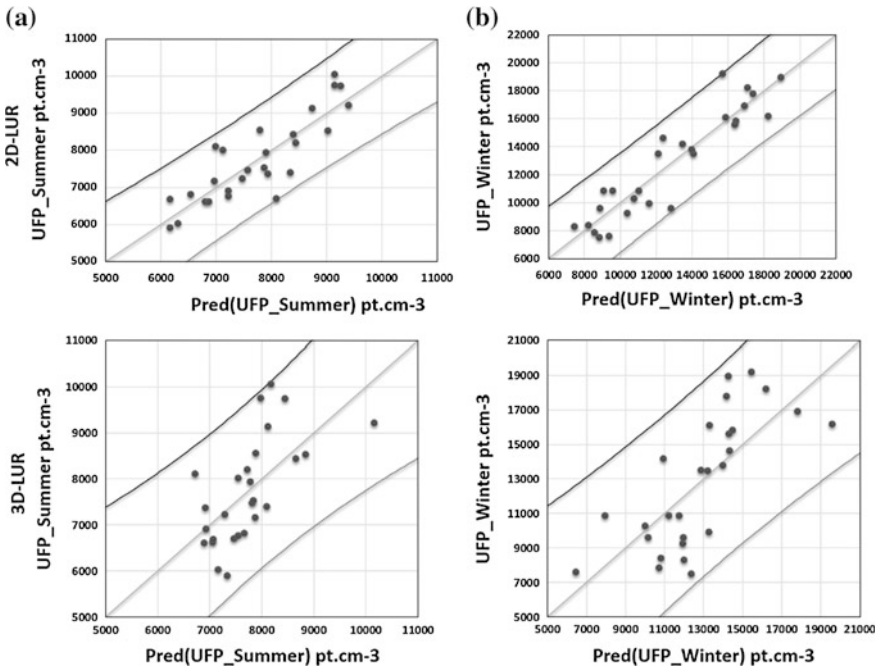 (a)
2D-LUR
UFP_Summer pt.cm-3
11000
10000
9000
8000
7000
6000
5000
5000 6000 7000 8000 9000 10000 11000
Pred(UFP_Summer) pt.cm-3
(b)
UFP_Winter pt.cm-3
22000
20000
18000
16000
14000
12000
10000
8000
6000
6000 8000 10000 12000 14000 16000 18000 20000 22000
Pred(UFP_Winter) pt.cm-3
3D-LUR
UFP_Summer pt.cm-3
11000
10000
9000
8000
7000
6000
5000
5000 6000 7000 8000 9000 10000 11000
Pred(UFP_Summer) pt.cm-3
UFP_Winter pt.cm-3
21000
19000
17000
15000
13000
11000
9000
7000
5000
5000 7000 9000 11000 13000 15000 17000 19000 21000
Pred(UFP_Winter) pt.cm-3